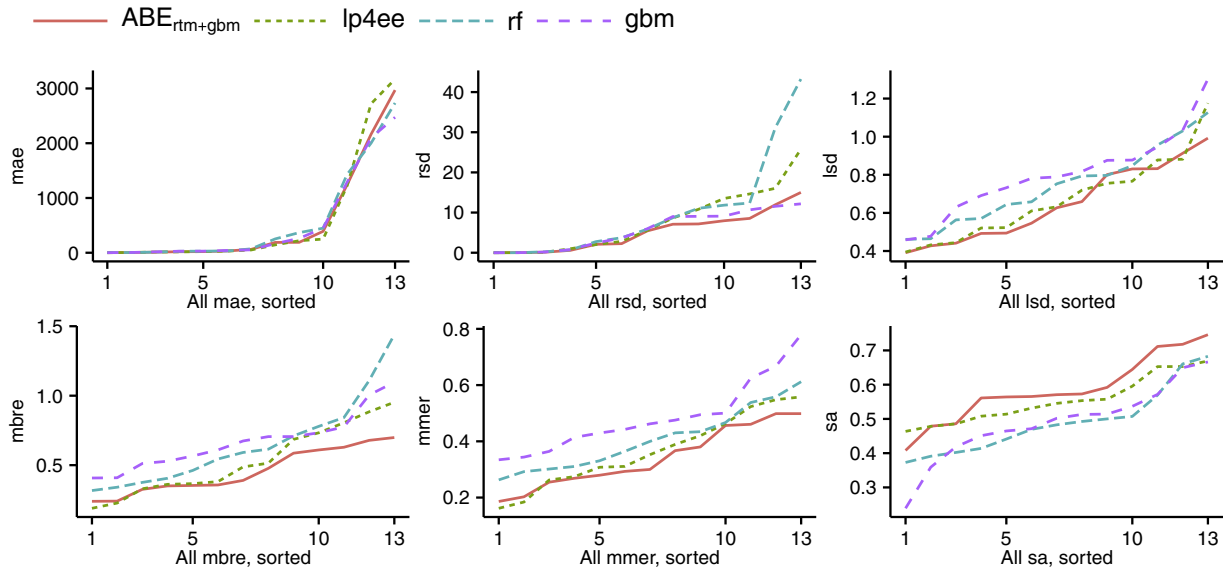 ABErtm+gbm lp4ee rf gbm
mae
3000
2000
1000
0
1 5 10 13
All mae, sorted
rsd
40
30
20
10
0
1 5 10 13
All rsd, sorted
lsd
1.2
1.0
0.8
0.6
0.4
1 5 10 13
All lsd, sorted
mbre
1.5
1.0
0.5
1 5 10 13
All mbre, sorted
mmer
0.8
0.6
0.4
0.2
1 5 10 13
All mmer, sorted
sa
0.7
0.6
0.5
0.4
0.3
1 5 10 13
All sa, sorted